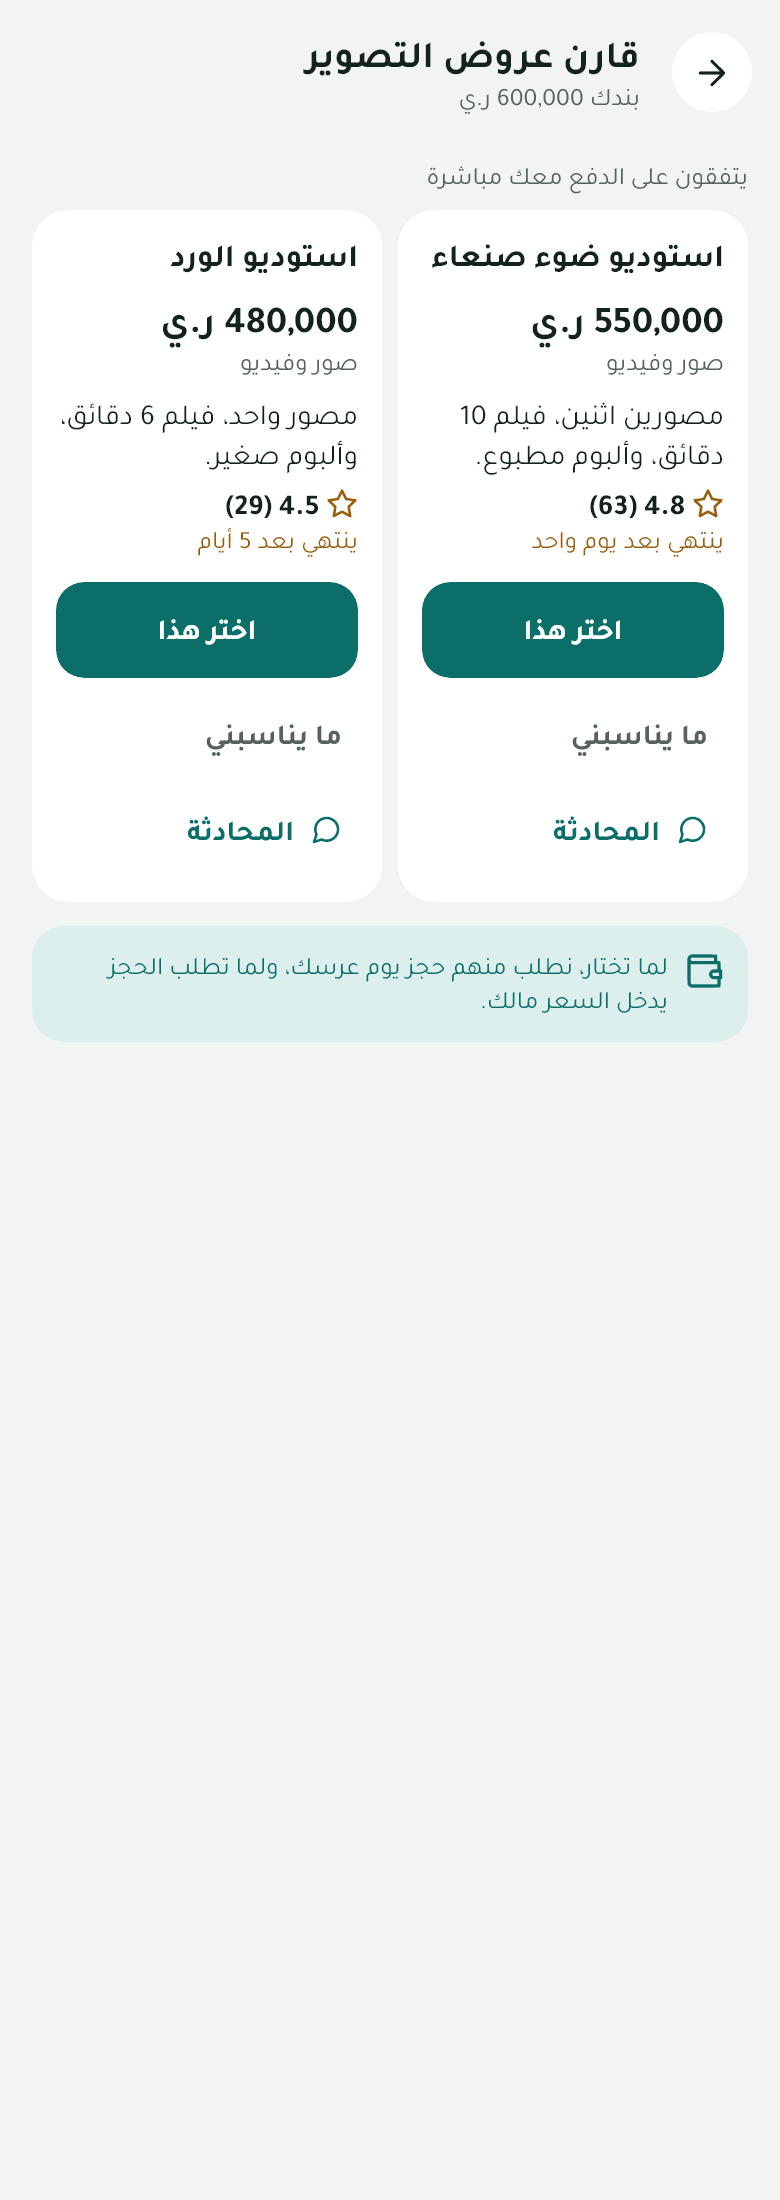 قارن عروض التصوير
بندك 600,000 ر.ي
يتفقون على الدفع معك مباشرة
استوديو ضوء صنعاء
550,000 ر.ي
صور وفيديو
مصورين اثنين، فيلم 10
دقائق، وألبوم مطبوع.
4.8 (63)
ينتهي بعد يوم واحد
اختر هذا
ما يناسبني
المحادثة
استوديو الورد
480,000 ر.ي
صور وفيديو
مصور واحد، فيلم 6 دقائق،
وألبوم صغير.
4.5 (29)
ينتهي بعد 5 أيام
اختر هذا
ما يناسبني
المحادثة
لما تختار، نطلب منهم حجز يوم عرسك، ولما تطلب الحجز
يدخل السعر مالك.